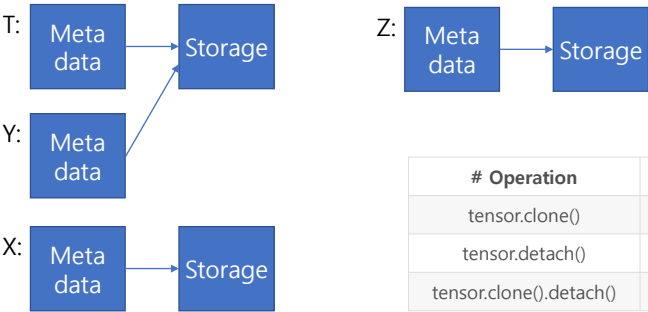 T:
Meta
data
Storage
Y:
Meta
data
X:
Meta
data
Storage
Z:
Meta
data
Storage
# Operation
tensor.clone()
tensor.detach()
tensor.clone().detach()